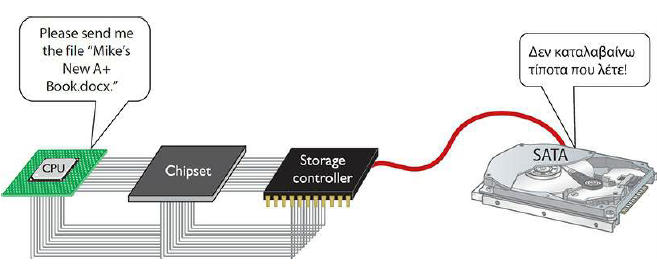 Please send me
the file “Mike’s
New A+
Book.docx.”
Δεν καταλαβαίνω
τίποτα που λέτε!
CPU
Chipset
Storage
controller
SATA